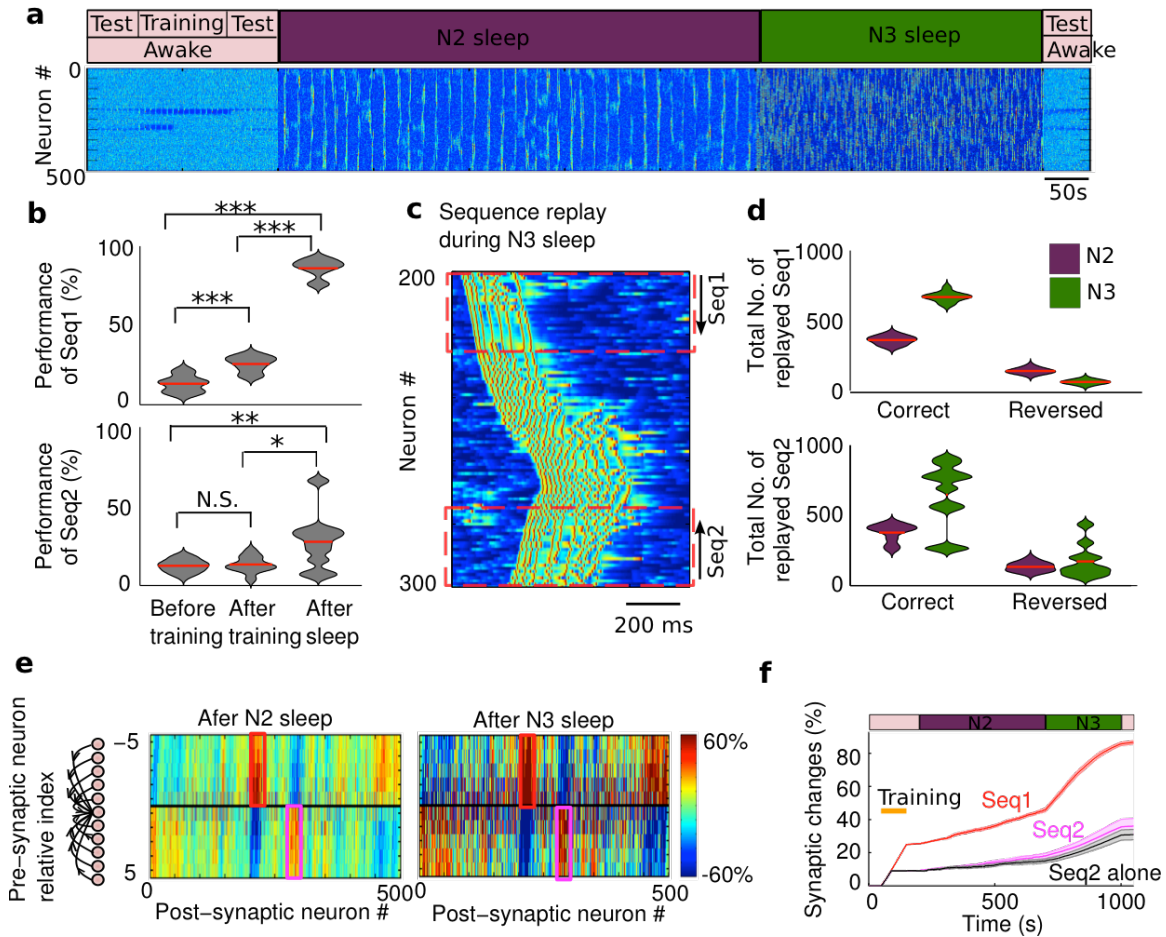 a
Test Training Test
Awake
N2 sleep
N3 sleep
Test
Awake
0
Neuron #
500
50s
b
***
***
***
100
50
0
Performance
of Seq1 (%)
**
*
N.S.
100
50
0
Performance
of Seq2 (%)
Before
training
After
training
After
sleep
c
Sequence replay
during N3 sleep
200
Neuron #
300
Seq1
Seq2
200 ms
d
N2
N3
1000
500
0
Total No. of
replayed Seq1
Correct
Reversed
1000
500
0
Total No. of
replayed Seq2
Correct
Reversed
e
Afer N2 sleep
After N3 sleep
Pre-synaptic neuron
relative index
-5
5
0
5000
Post-synaptic neuron #
0
500
Post-synaptic neuron #
60%
-60%
f
N2
N3
Synaptic changes (%)
80
60
40
20
0
Training
Seq1
Seq2
Seq2 alone
0
500
1000
Time (s)